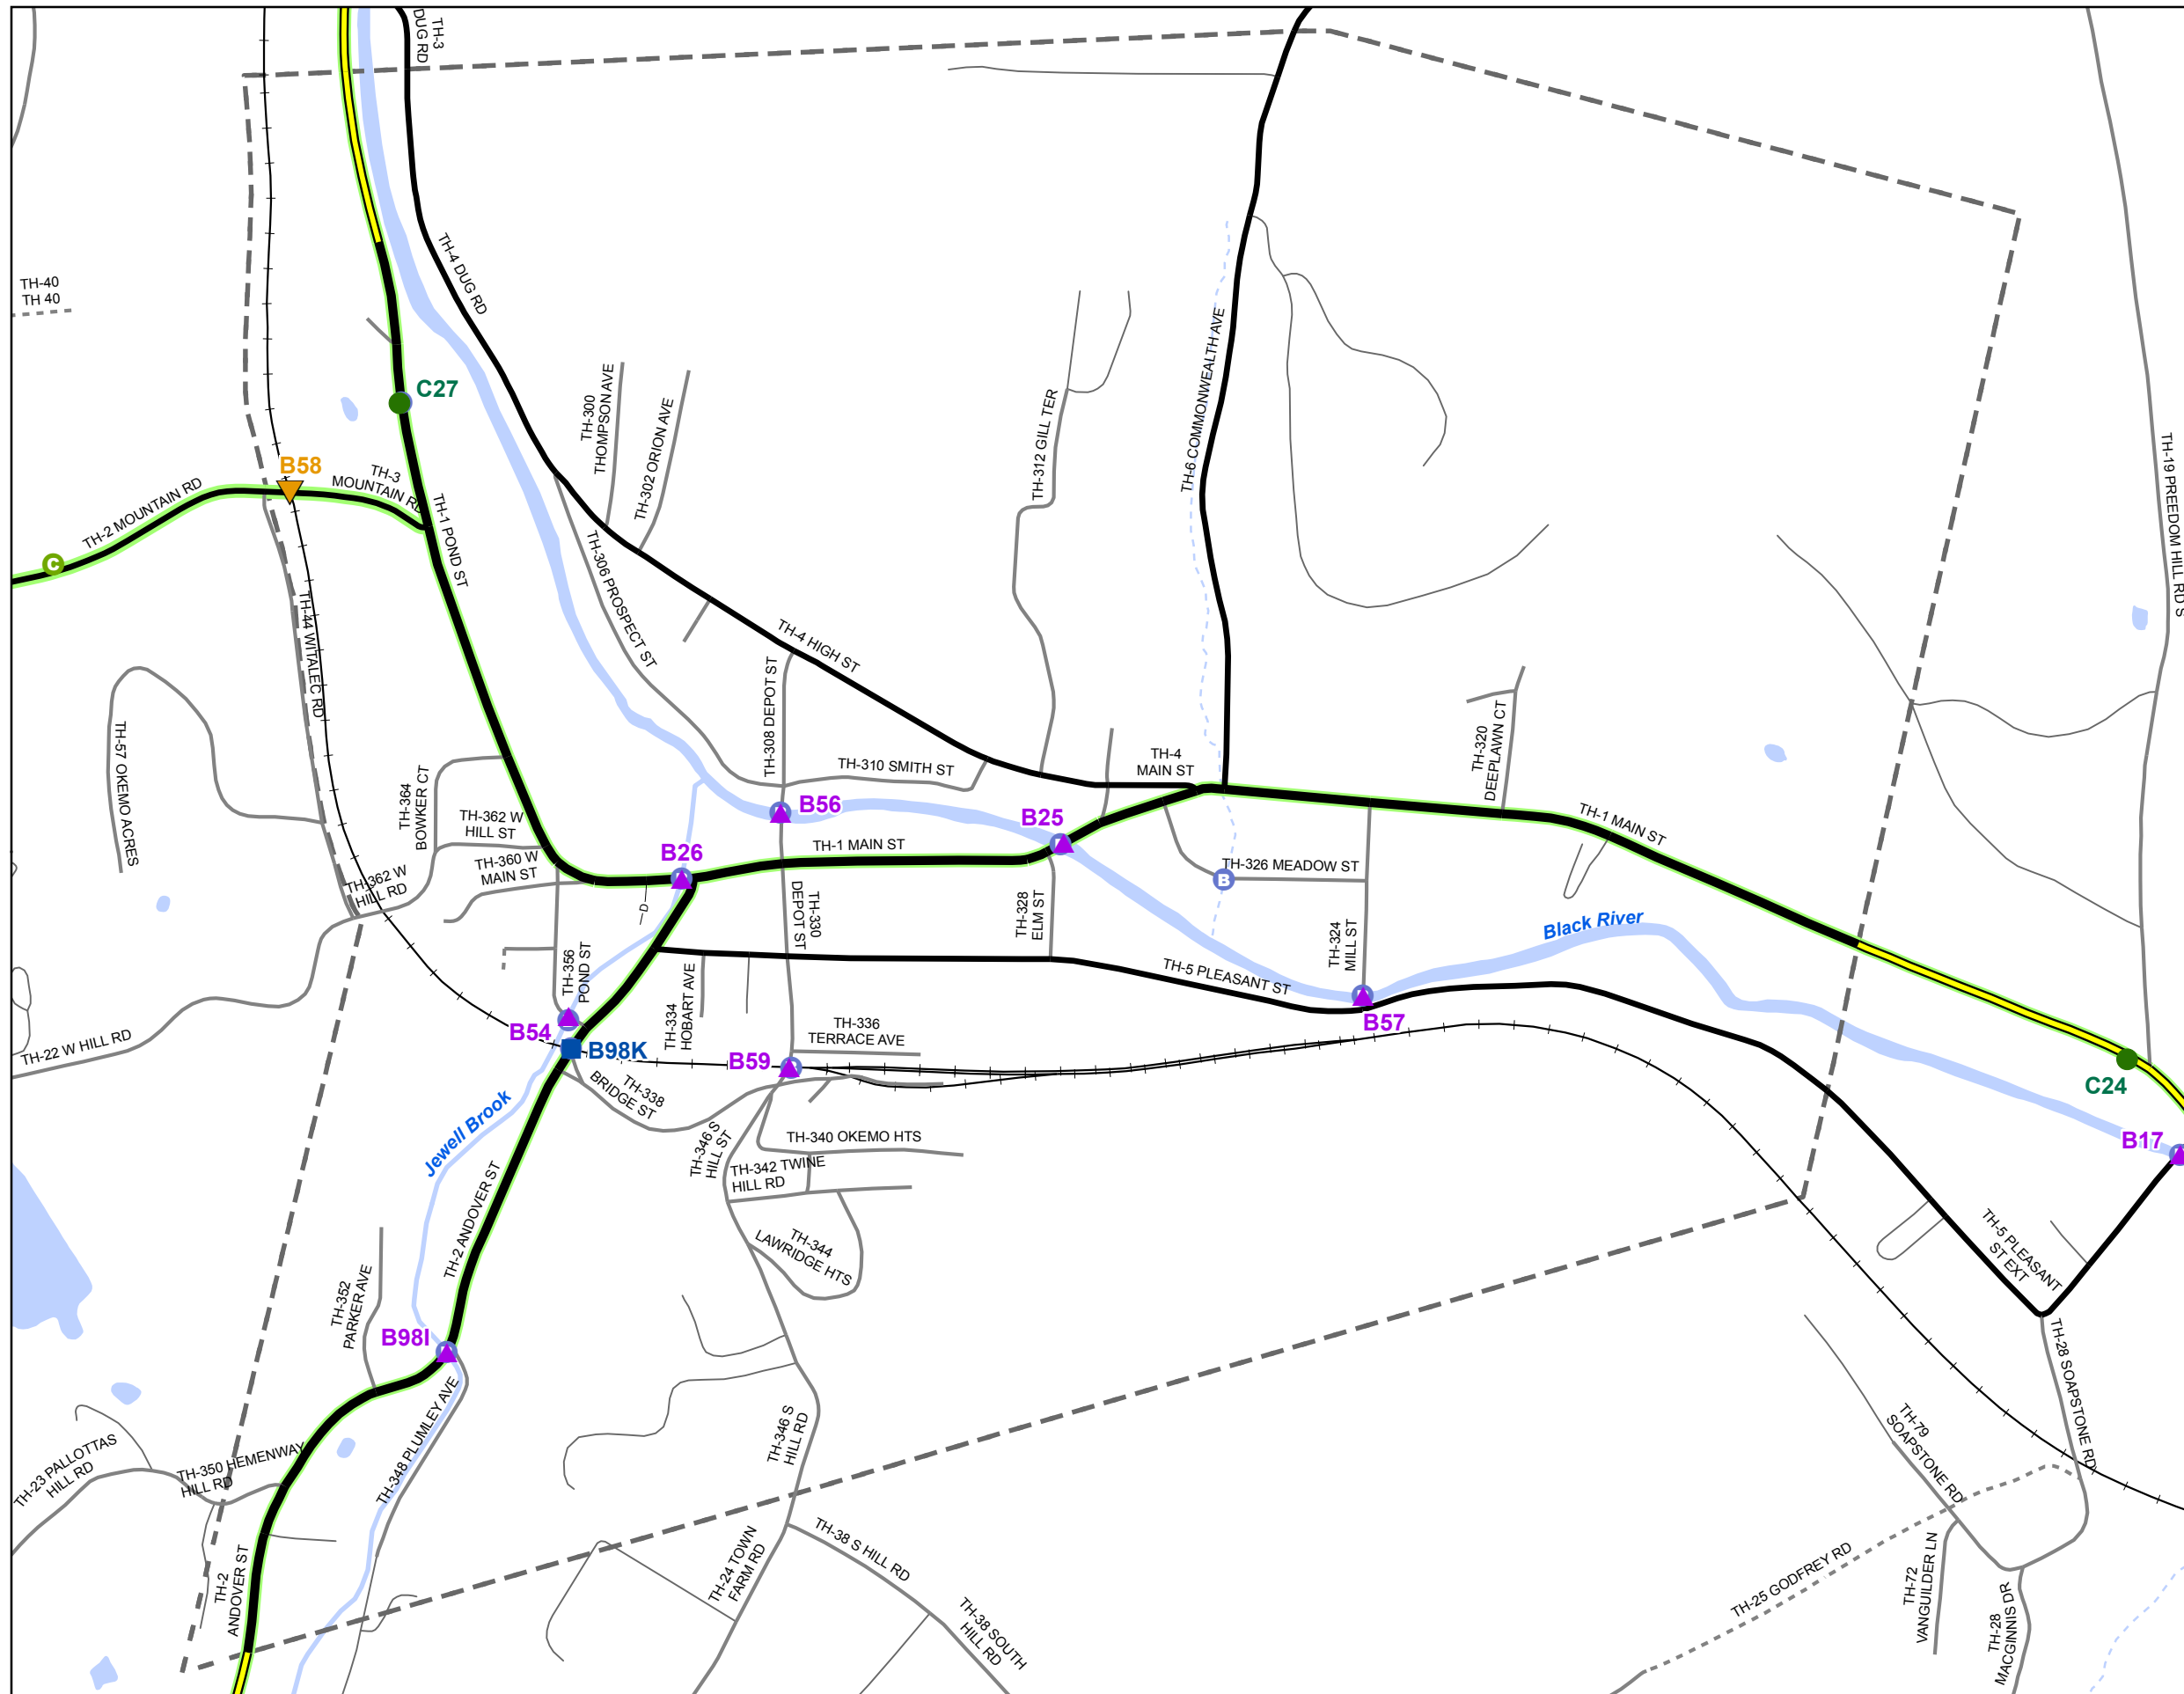 TH-3
DUG RD
TH-4 DUG RD
TH-40
TH 40
C27
B58
TH-3
MOUNTAIN RD
TH-2 MOUNTAIN RD
C
TH-1 POND ST
TH-44 WITALEC RD
TH-300
THOMPSON AVE
TH-302 ORION AVE
TH-306 PROSPECT ST
TH-312 GILL TER
TH-6 COMMONWEALTH AVE
TH-4 HIGH ST
TH-308 DEPOT ST
TH-310 SMITH ST
TH-4
MAIN ST
TH-320
DEEPLAWN CT
TH-1 MAIN ST
TH-57 OKEMO ACRES
TH-364
BOWKER CT
TH-362 W
HILL ST
TH-360 W
MAIN ST
TH-362 W
HILL RD
B26
B56
B25
TH-1 MAIN ST
TH-326 MEADOW ST
B
D
TH-330
DEPOT ST
TH-328
ELM ST
TH-324
MILL ST
Black River
TH-356
POND ST
TH-5 PLEASANT ST
TH-334
HOBART AVE
TH-336
TERRACE AVE
B54
B98K
B59
B57
TH-22 W HILL RD
TH-338
BRIDGE ST
Jewell Brook
TH-346 S
HILL ST
TH-340 OKEMO HTS
TH-342 TWINE
HILL RD
TH-344
LAWRIDGE HTS
TH-2 ANDOVER ST
TH-352
PARKER AVE
B98I
TH-348 PLUMLEY AVE
TH-350 HEMENWAY
HILL RD
TH-23 PALLOTTAS
HILL RD
TH-2
ANDOVER ST
TH-346 S
HILL RD
TH-24 TOWN
FARM RD
TH-38 S HILL RD
TH-38 SOUTH
HILL RD
C24
B17
TH-5 PLEASANT
ST EXT
TH-28 SOAPSTONE RD
TH-79
SOAPSTONE RD
TH-25 GODFREY RD
TH-72
VANGUILDER LN
TH-28
MACGINNIS DR
TH-19 PREEDOM HILL RD S